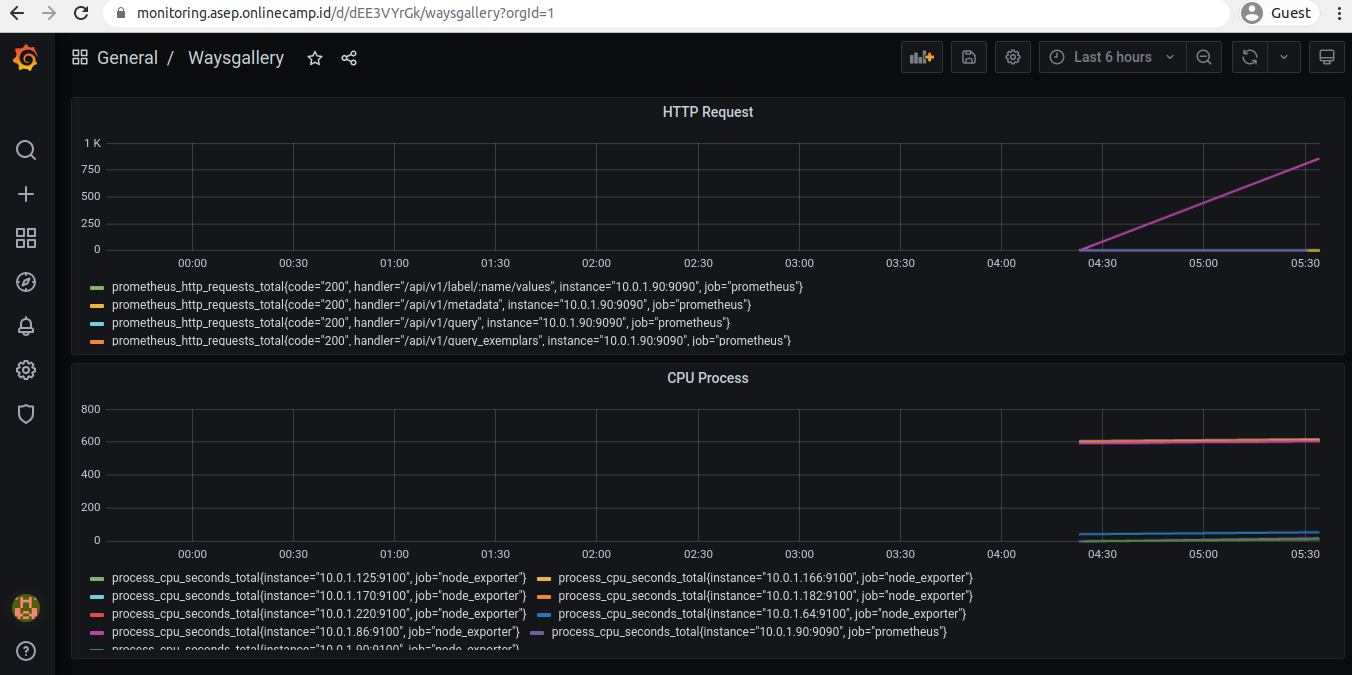 monitoring.asep.onlinecamp.id/d/dEE3VYrGk/waysgallery?orgId=1
Guest
General / Waysgallery
Last 6 hours
HTTP Request
1 K
750
500
250
0
00:00 00:30 01:00 01:30 02:00 02:30 03:00 03:30 04:00 04:30 05:00 05:30
prometheus_http_requests_total{code="200", handler="/api/v1/label/:name/values", instance="10.0.1.90:9090", job="prometheus"}
prometheus_http_requests_total{code="200", handler="/api/v1/metadata", instance="10.0.1.90:9090", job="prometheus"}
prometheus_http_requests_total{code="200", handler="/api/v1/query", instance="10.0.1.90:9090", job="prometheus"}
prometheus_http_requests_total{code="200", handler="/api/v1/query_exemplars", instance="10.0.1.90:9090", job="prometheus"}
CPU Process
800
600
400
200
0
00:00 00:30 01:00 01:30 02:00 02:30 03:00 03:30 04:00 04:30 05:00 05:30
process_cpu_seconds_total{instance="10.0.1.125:9100", job="node_exporter"} process_cpu_seconds_total{instance="10.0.1.166:9100", job="node_exporter"}
process_cpu_seconds_total{instance="10.0.1.170:9100", job="node_exporter"} process_cpu_seconds_total{instance="10.0.1.182:9100", job="node_exporter"}
process_cpu_seconds_total{instance="10.0.1.220:9100", job="node_exporter"} process_cpu_seconds_total{instance="10.0.1.64:9100", job="node_exporter"}
process_cpu_seconds_total{instance="10.0.1.86:9100", job="node_exporter"} process_cpu_seconds_total{instance="10.0.1.90:9090", job="prometheus"}
process_cpu_seconds_total{instance="10.0.1.90:9100", job="node_exporter"}